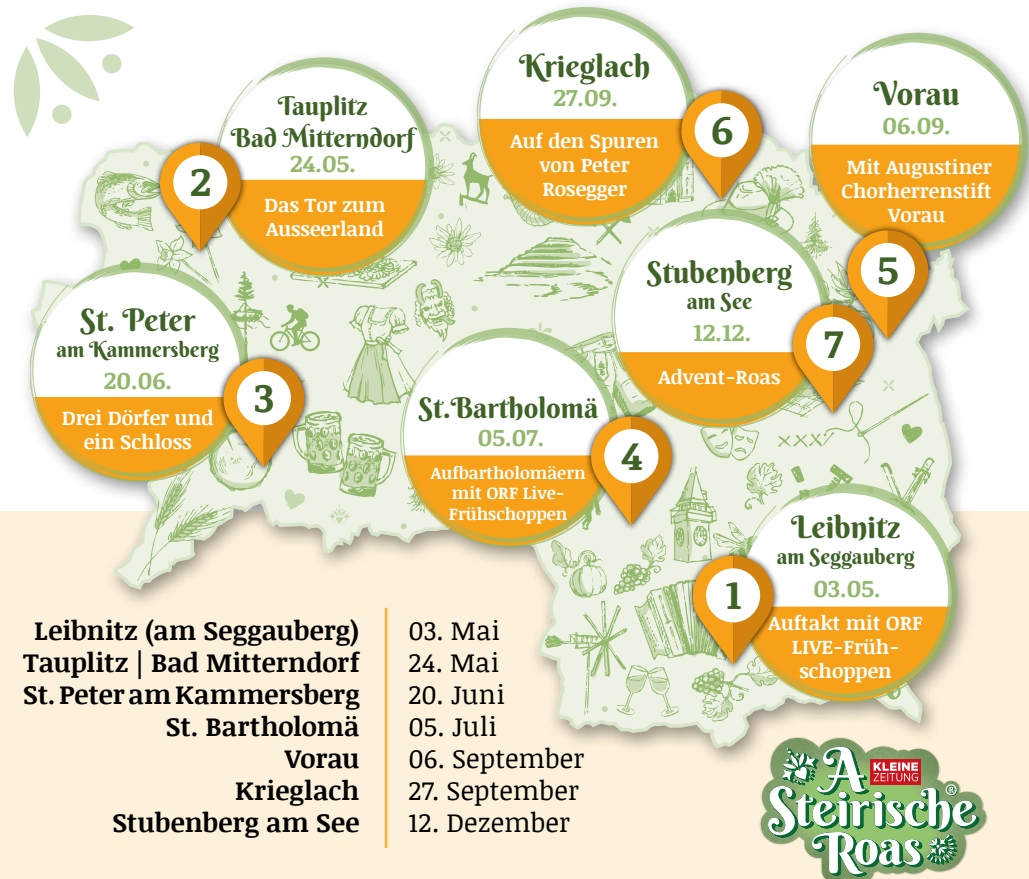 Krieglach
27.09.
Auf den Spuren
von Peter
Rosegger
6
Vorau
06.09.
Mit Augustiner
Chorherrenstift
Vorau
5
Tauplitz
Bad Mitterndorf
24.05.
Das Tor zum
Ausseerland
2
Stubenberg
am See
12.12.
Advent-Roas
7
St. Peter
am Kammersberg
20.06.
Drei Dörfer und
ein Schloss
3
St.Bartholomä
05.07.
Aufbartholomäern
mit ORF Live-
Frühschoppen
4
Leibnitz
am Seggauberg
03.05.
Auftakt mit ORF
LIVE-Früh-
schoppen
1
Leibnitz (am Seggauberg) 03. Mai
Tauplitz | Bad Mitterndorf 24. Mai
St. Peter am Kammersberg 20. Juni
St. Bartholomä 05. Juli
Vorau 06. September
Krieglach 27. September
Stubenberg am See 12. Dezember
A
KLEINE
ZEITUNG
Steirische®
Roas